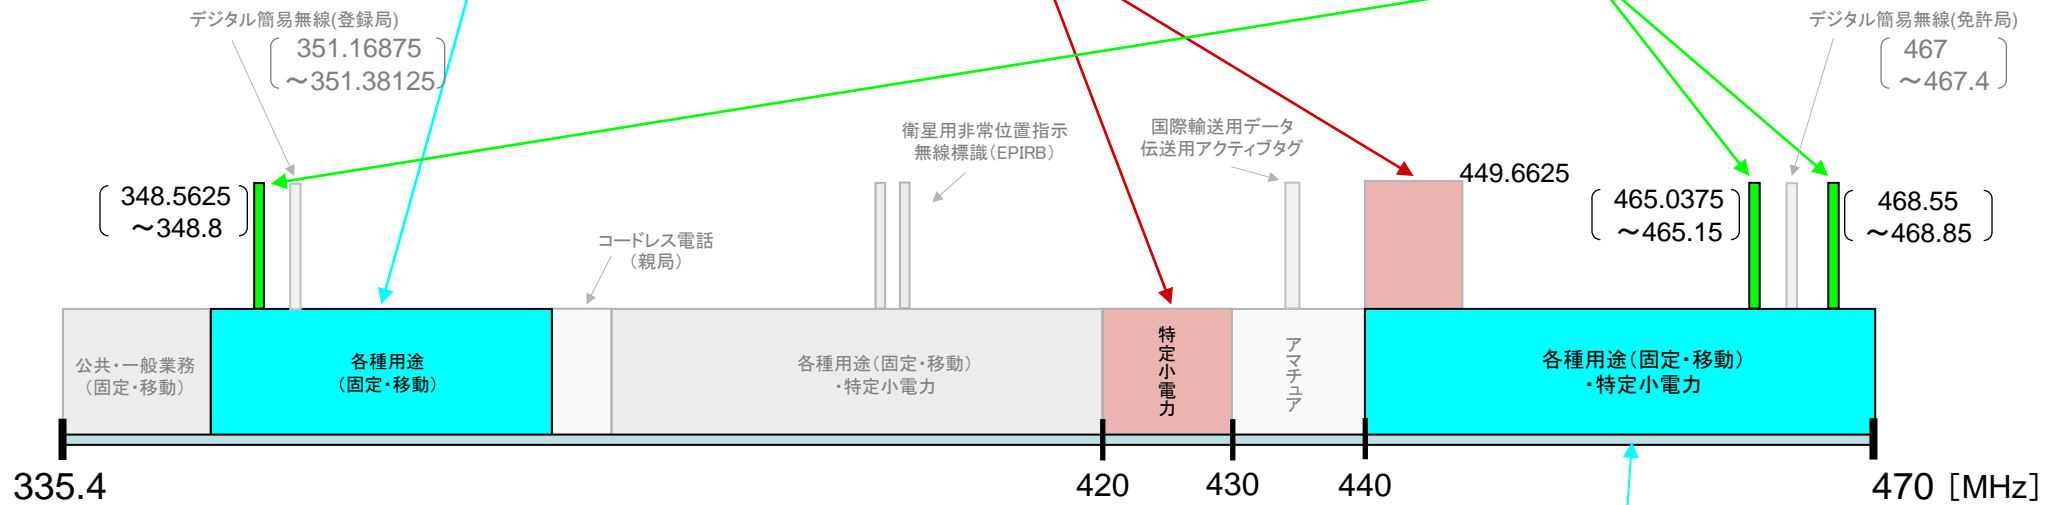 デジタル簡易無線(登録局)
351.16875
～351.38125
デジタル簡易無線(免許局)
467
～467.4
衛星用非常位置指示
無線標識(EPIRB)
国際輸送用データ
伝送用アクティブタグ
449.6625
348.5625
～348.8
465.0375
～465.15
468.55
～468.85
コードレス電話
(親局)
公共・一般業務
(固定・移動)
各種用途
(固定・移動)
各種用途(固定・移動)
・特定小電力
特定小電力
アマチュア
各種用途(固定・移動)
・特定小電力
335.4
420
430
440
470 [MHz]